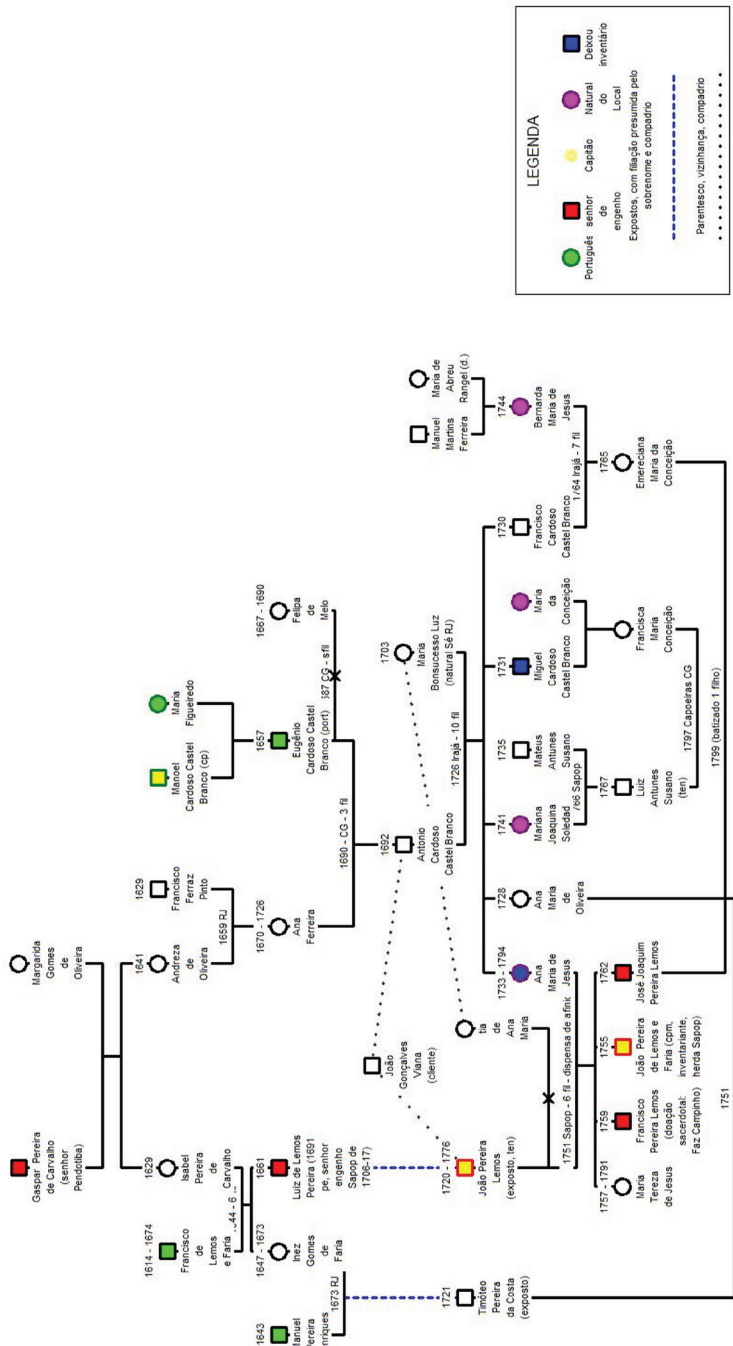 Gaspar Pereira
de Carvalho
(senhor
Pendotiba)
Margarida
Gomes
de
Oliveira
1614 - 1674
Francisco
de
Lemos
e Faria
1629
Isabel
Pereira
de
Carvalho
1641
Andreza
de
Oliveira
1629
Francisco
Ferraz
Pinto
1659 RJ
Manoel
Cardoso Castel
Branco (cp)
Maria
Figueiredo
1643
Manuel
Pereira
1647 - 1673
Inez
Gomes
de
Faria
1673 RJ
1661
Luiz de Lemos
Pereira (1691
pe, senhor
engenho
Sapop de
1706-17)
1670 - 1726
Ana
Ferreira
1657
Eugênio
Cardoso Castel
Branco (port)
1667 - 1690
Felipa
de
Melo
387 CG - sfil
1690 - CG - 3 fil
João
Gonçalves
Viana
(cliente)
1692
Antonio
Cardoso
Castel Branco
1703
Maria
Bonsucesso Luz
(natural Sé RJ)
1726 Irajá - 10 fil
Manuel
Martins
Ferreira
Maria de
Abreu
Rangel (d.)
1721
Timóteo
Pereira
da Costa
(exposto)
1720 - 1776
João Pereira
Lemos
(exposto, ten)
tia de
Ana
Maria
1733 - 1794
Ana
Maria de
Jesus
1728
Ana
Maria
de
Oliveira
1741
Mariana
Joaquina
Soledad
1735
Mateus
Antunes
Susano
766 Sapop
1731
Miguel
Cardoso
Castel Branco
Maria
da
Conceição
1730
Francisco
Cardoso
Castel Branco
1744
Bernarda
Maria de
Jesus
1764 Irajá - 7 fil
1751 Sapop - 6 fil - dispensa de afinic
1757 - 1791
Maria
Tereza
de Jesus
1759
Francisco
Pereira Lemos
(doação
sacerdotal:
Faz Campinho)
1755
João Pereira
de Lemos e
Faria (cpm,
inventariante,
herda Sapop)
1762
José Joaquim
Pereira Lemos
1767
Luiz
Antunes
Susano
(ten)
Francisca
Maria
Conceição
1797 Capoeiras CG
1765
Emereciana
Maria da
Conceição
1799 (batizado 1 filho)
1751
LEGENDA
Português
senhor
de
engenho
Capitão
Natural
do
Local
Deixou
inventário
Expostos, com filiação presumida pelo
sobrenome e compadrio
Parentesco, vizinhança, compadrio